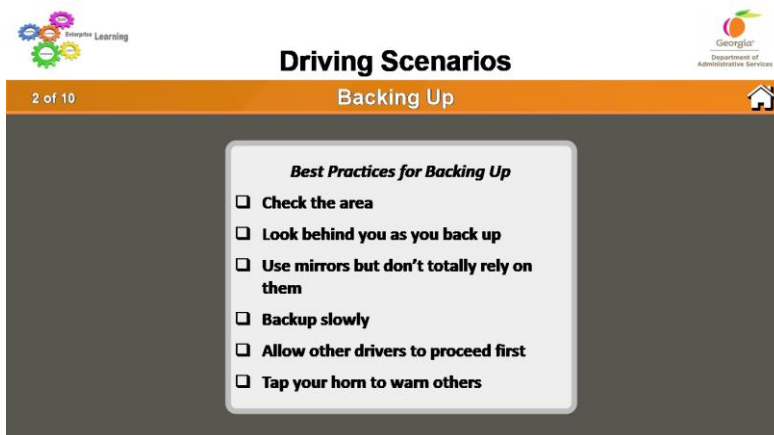 Enterprise Learning
Driving Scenarios
Georgia
Department of
Administrative Services
2 of 10
Backing Up
Best Practices for Backing Up
Check the area
Look behind you as you back up
Use mirrors but don't totally rely on
them
Backup slowly
Allow other drivers to proceed first
Tap your horn to warn others